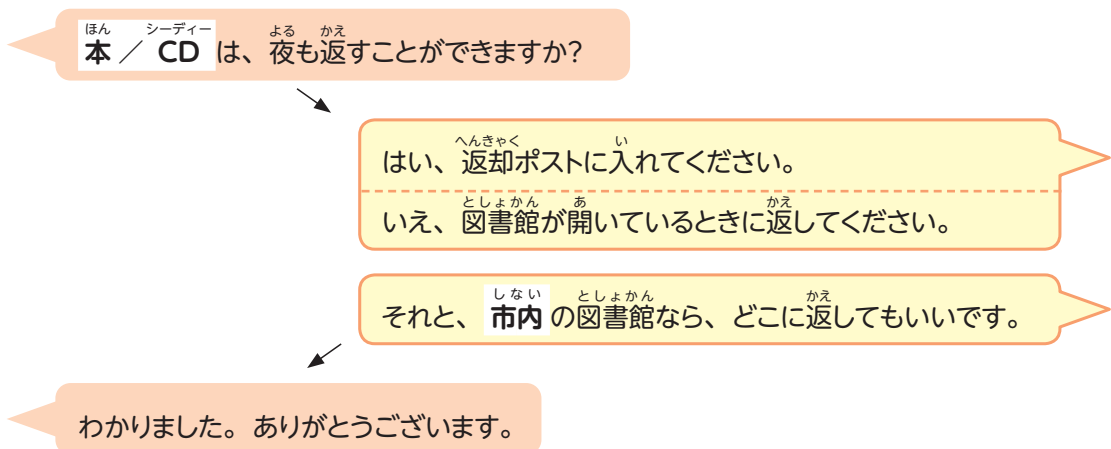 本／CDは、夜も返すことができますか？
はい、返却ポストに入れてください。
いえ、図書館が開いているときに返してください。
それと、市内の図書館なら、どこに返してもいいです。
わかりました。ありがとうございます。